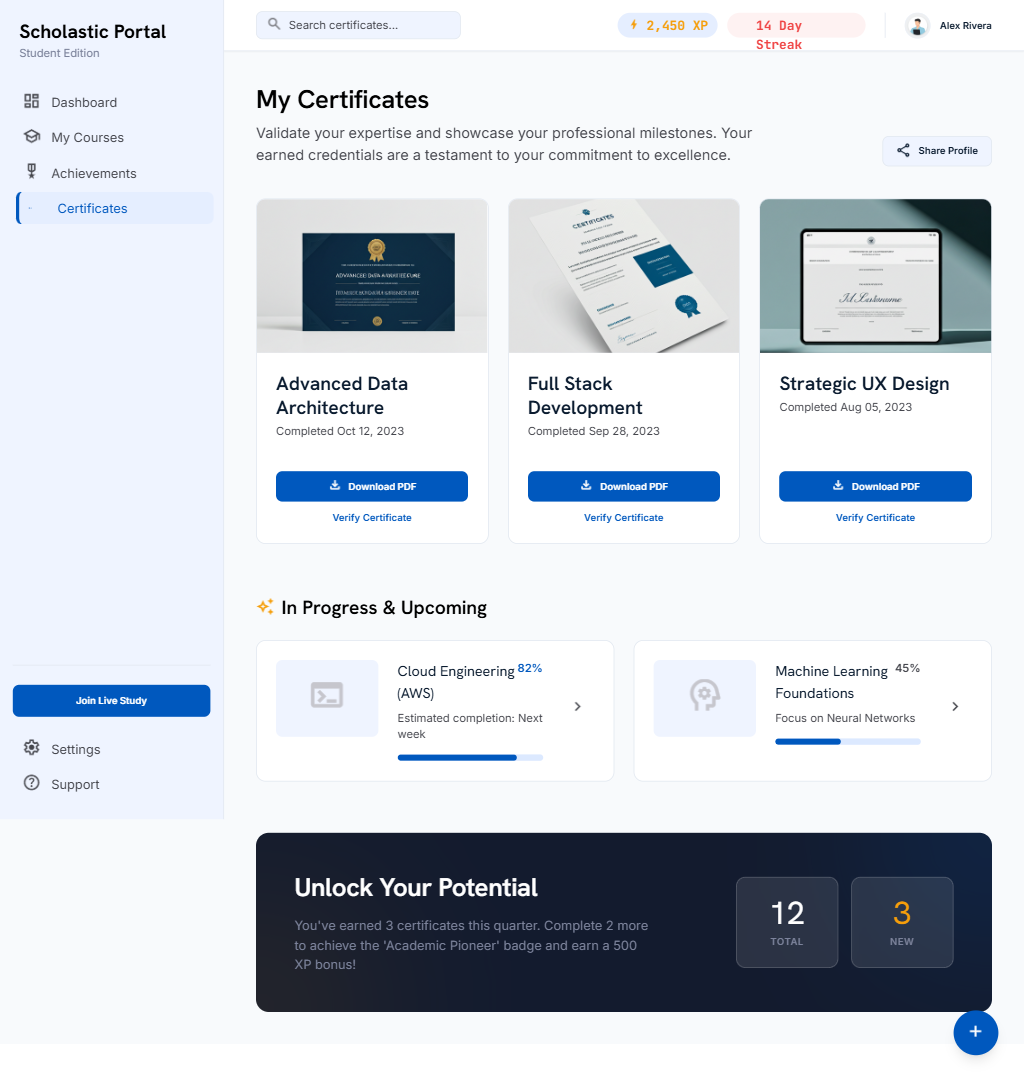 Scholastic Portal
Student Edition
Dashboard
My Courses
Achievements
Certificates
Join Live Study
Settings
Support
Search certificates...
2,450 XP
14 Day
Streak
Alex Rivera
My Certificates
Validate your expertise and showcase your professional milestones. Your
earned credentials are a testament to your commitment to excellence.
Share Profile
CERTIFICATES
Advanced Data
Architecture
Completed Oct 12, 2023
Download PDF
Verify Certificate
Full Stack
Development
Completed Sep 28, 2023
Download PDF
Verify Certificate
Strategic UX Design
Completed Aug 05, 2023
Download PDF
Verify Certificate
In Progress & Upcoming
Cloud Engineering 82%
(AWS)
Estimated completion: Next
week
Machine Learning 45%
Foundations
Focus on Neural Networks
Unlock Your Potential
You've earned 3 certificates this quarter. Complete 2 more
to achieve the 'Academic Pioneer' badge and earn a 500
XP bonus!
12
TOTAL
3
NEW